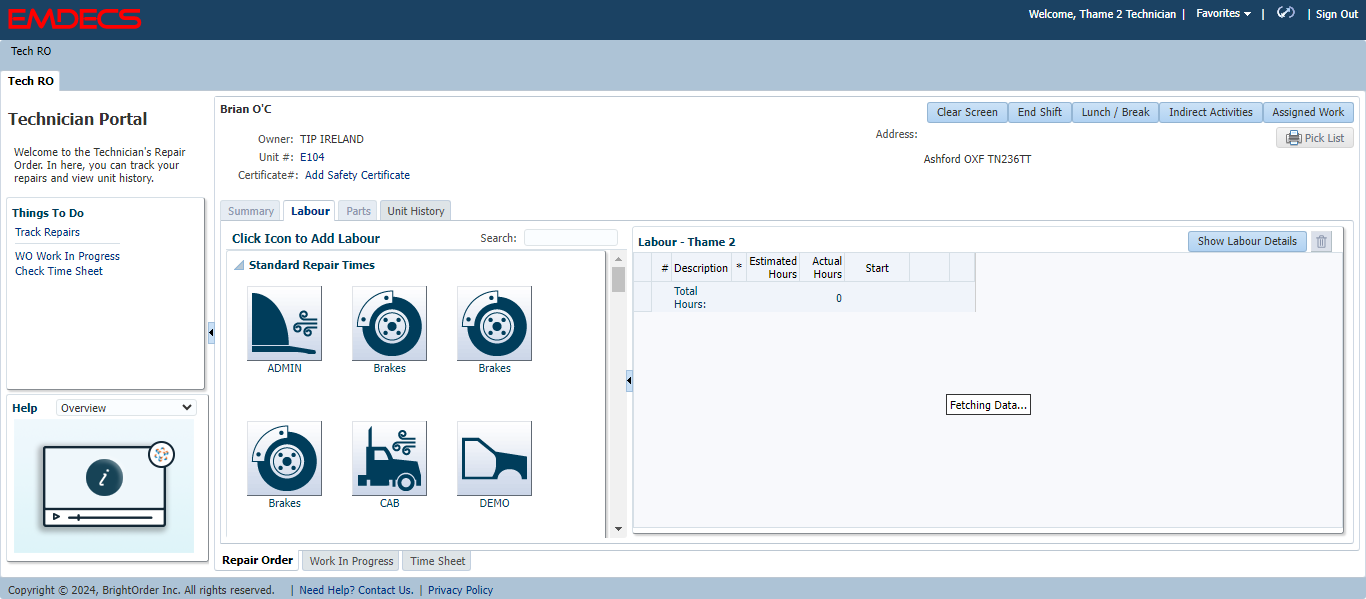 EMDECS
Welcome, Thame 2 Technician | Favorites | | Sign Out
Tech RO
Tech RO
Technician Portal
Welcome to the Technician's Repair
Order. In here, you can track your
repairs and view unit history.
Things To Do
Track Repairs
WO Work In Progress
Check Time Sheet
Help Overview
i
Brian O'C
Clear Screen End Shift Lunch / Break Indirect Activities Assigned Work
Owner: TIP IRELAND
Address:
Pick List
Unit #: E104
Ashford OXF TN236TT
Certificate#: Add Safety Certificate
Summary Labour Parts Unit History
Click Icon to Add Labour Search:
Standard Repair Times
ADMIN Brakes Brakes
Brakes CAB DEMO
Labour - Thame 2 Show Labour Details
# Description * Estimated Hours Actual Hours Start
Total Hours: 0
Fetching Data...
Repair Order Work In Progress Time Sheet
Copyright © 2024, BrightOrder Inc. All rights reserved. | Need Help? Contact Us. | Privacy Policy